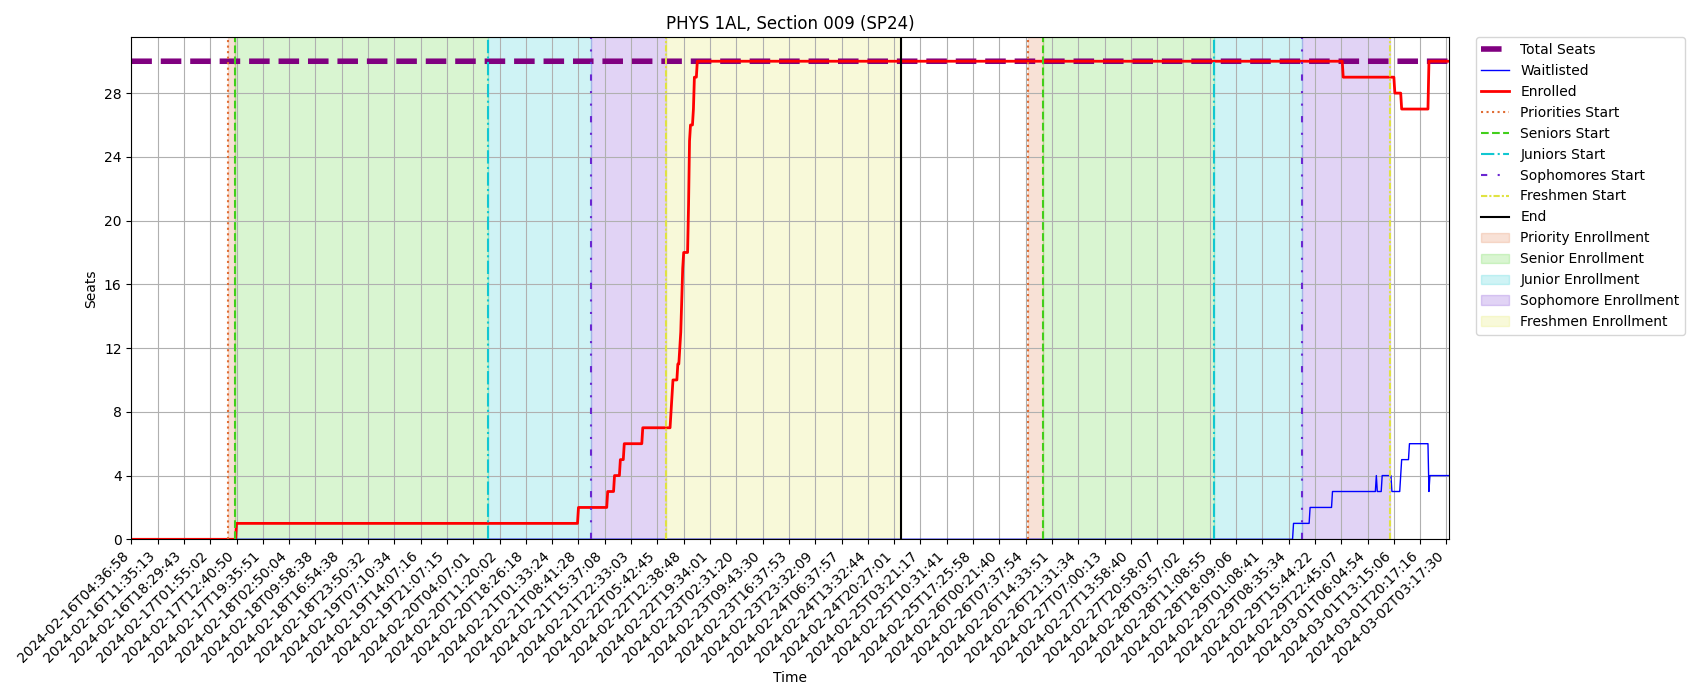 PHYS 1AL, Section 009 (SP24)
Total Seats
Waitlisted
Enrolled
Priorities Start
Seniors Start
Juniors Start
Sophomores Start
Freshmen Start
End
Priority Enrollment
Senior Enrollment
Junior Enrollment
Sophomore Enrollment
Freshmen Enrollment
Seats
28
24
20
16
12
8
4
0
2024-02-16T04:36:58
2024-02-16T11:35:13
2024-02-16T18:29:43
2024-02-17T01:55:02
2024-02-17T12:40:50
2024-02-17T19:35:51
2024-02-18T02:50:04
2024-02-18T09:58:38
2024-02-18T16:54:38
2024-02-18T23:50:32
2024-02-19T07:10:34
2024-02-19T14:07:16
2024-02-19T21:07:15
2024-02-20T04:07:01
2024-02-20T11:20:02
2024-02-20T18:26:18
2024-02-21T01:33:24
2024-02-21T08:41:28
2024-02-21T15:37:08
2024-02-21T22:33:03
2024-02-22T05:42:45
2024-02-22T12:38:48
2024-02-22T19:34:01
2024-02-23T02:31:20
2024-02-23T09:43:30
2024-02-23T16:37:53
2024-02-23T23:32:09
2024-02-24T06:37:57
2024-02-24T13:32:44
2024-02-24T20:27:01
2024-02-25T03:21:17
2024-02-25T10:31:41
2024-02-25T17:25:58
2024-02-26T00:21:40
2024-02-26T07:37:54
2024-02-26T14:33:51
2024-02-26T21:31:34
2024-02-27T07:00:13
2024-02-27T13:58:40
2024-02-27T20:58:07
2024-02-28T03:57:02
2024-02-28T11:08:55
2024-02-28T18:09:06
2024-02-29T01:08:41
2024-02-29T08:35:34
2024-02-29T15:44:22
2024-02-29T22:45:07
2024-03-01T06:04:54
2024-03-01T13:15:06
2024-03-01T20:17:16
2024-03-02T03:17:30
Time